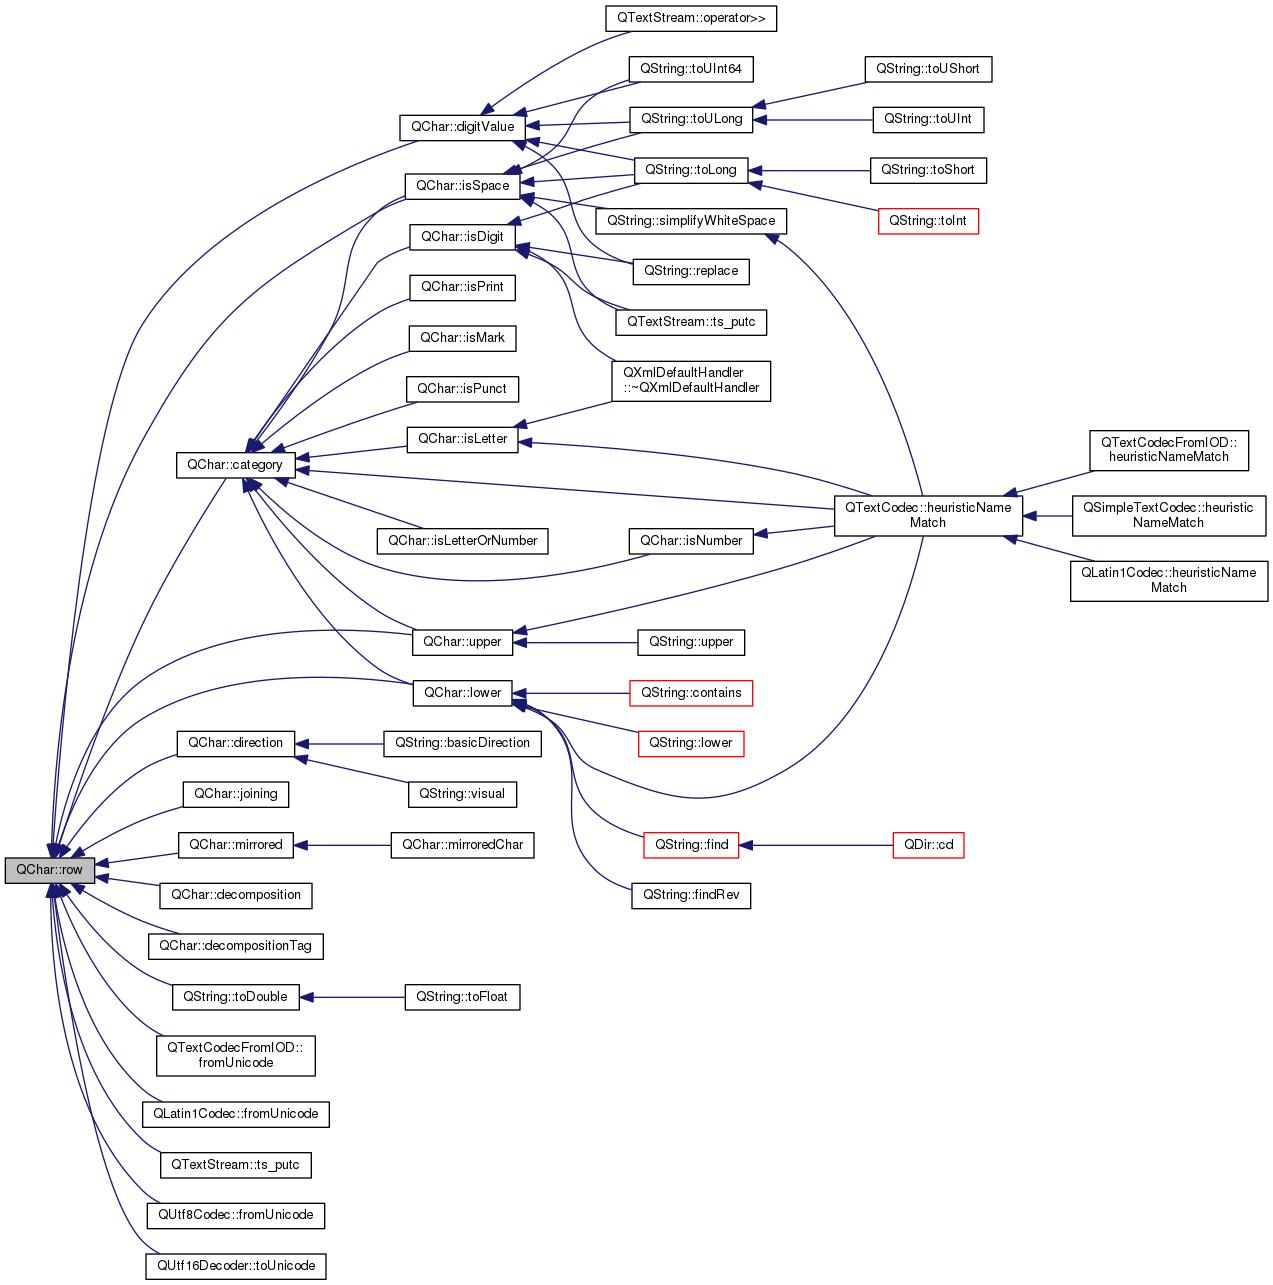 QTextStream::operator>>
QString::toUInt64
QString::toUShort
QChar::digitValue
QString::toULong
QString::toUInt
QChar::isSpace
QString::toLong
QString::toShort
QString::simplifyWhiteSpace
QString::toInt
QChar::isDigit
QString::replace
QChar::isPrint
QTextStream::ts_putc
QChar::isMark
QXmlDefaultHandler
::~QXmlDefaultHandler
QChar::isPunct
QChar::isLetter
QTextCodecFromIOD::
heuristicNameMatch
QChar::category
QTextCodec::heuristicName
Match
QSimpleTextCodec::heuristic
NameMatch
QChar::isLetterOrNumber
QChar::isNumber
QLatin1Codec::heuristicName
Match
QChar::upper
QString::upper
QChar::lower
QString::contains
QChar::direction
QString::basicDirection
QString::lower
QChar::joining
QString::visual
QChar::mirrored
QChar::mirroredChar
QString::find
QDir::cd
QChar::row
QChar::decomposition
QString::findRev
QChar::decompositionTag
QString::toDouble
QString::toFloat
QTextCodecFromIOD::
fromUnicode
QLatin1Codec::fromUnicode
QTextStream::ts_putc
QUtf8Codec::fromUnicode
QUtf16Decoder::toUnicode